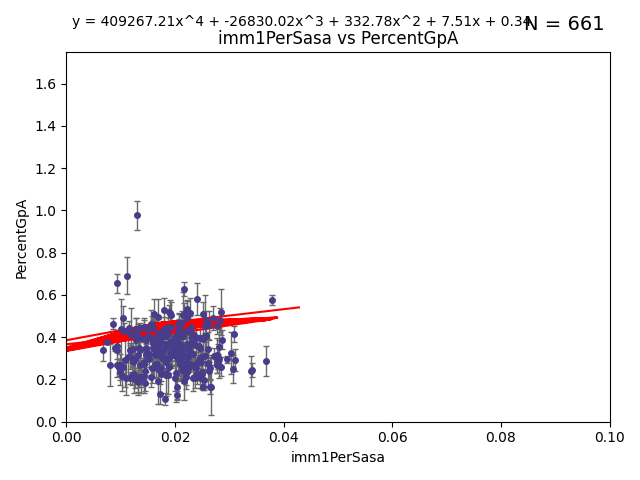 y = 409267.21x^4 + -26830.02x^3 + 332.78x^2 + 7.51x + 0.34
N = 661
imm1PerSasa vs PercentGpA
PercentGpA
1.6
1.4
1.2
1.0
0.8
0.6
0.4
0.2
0.0
0.00 0.02 0.04 0.06 0.08 0.10
imm1PerSasa